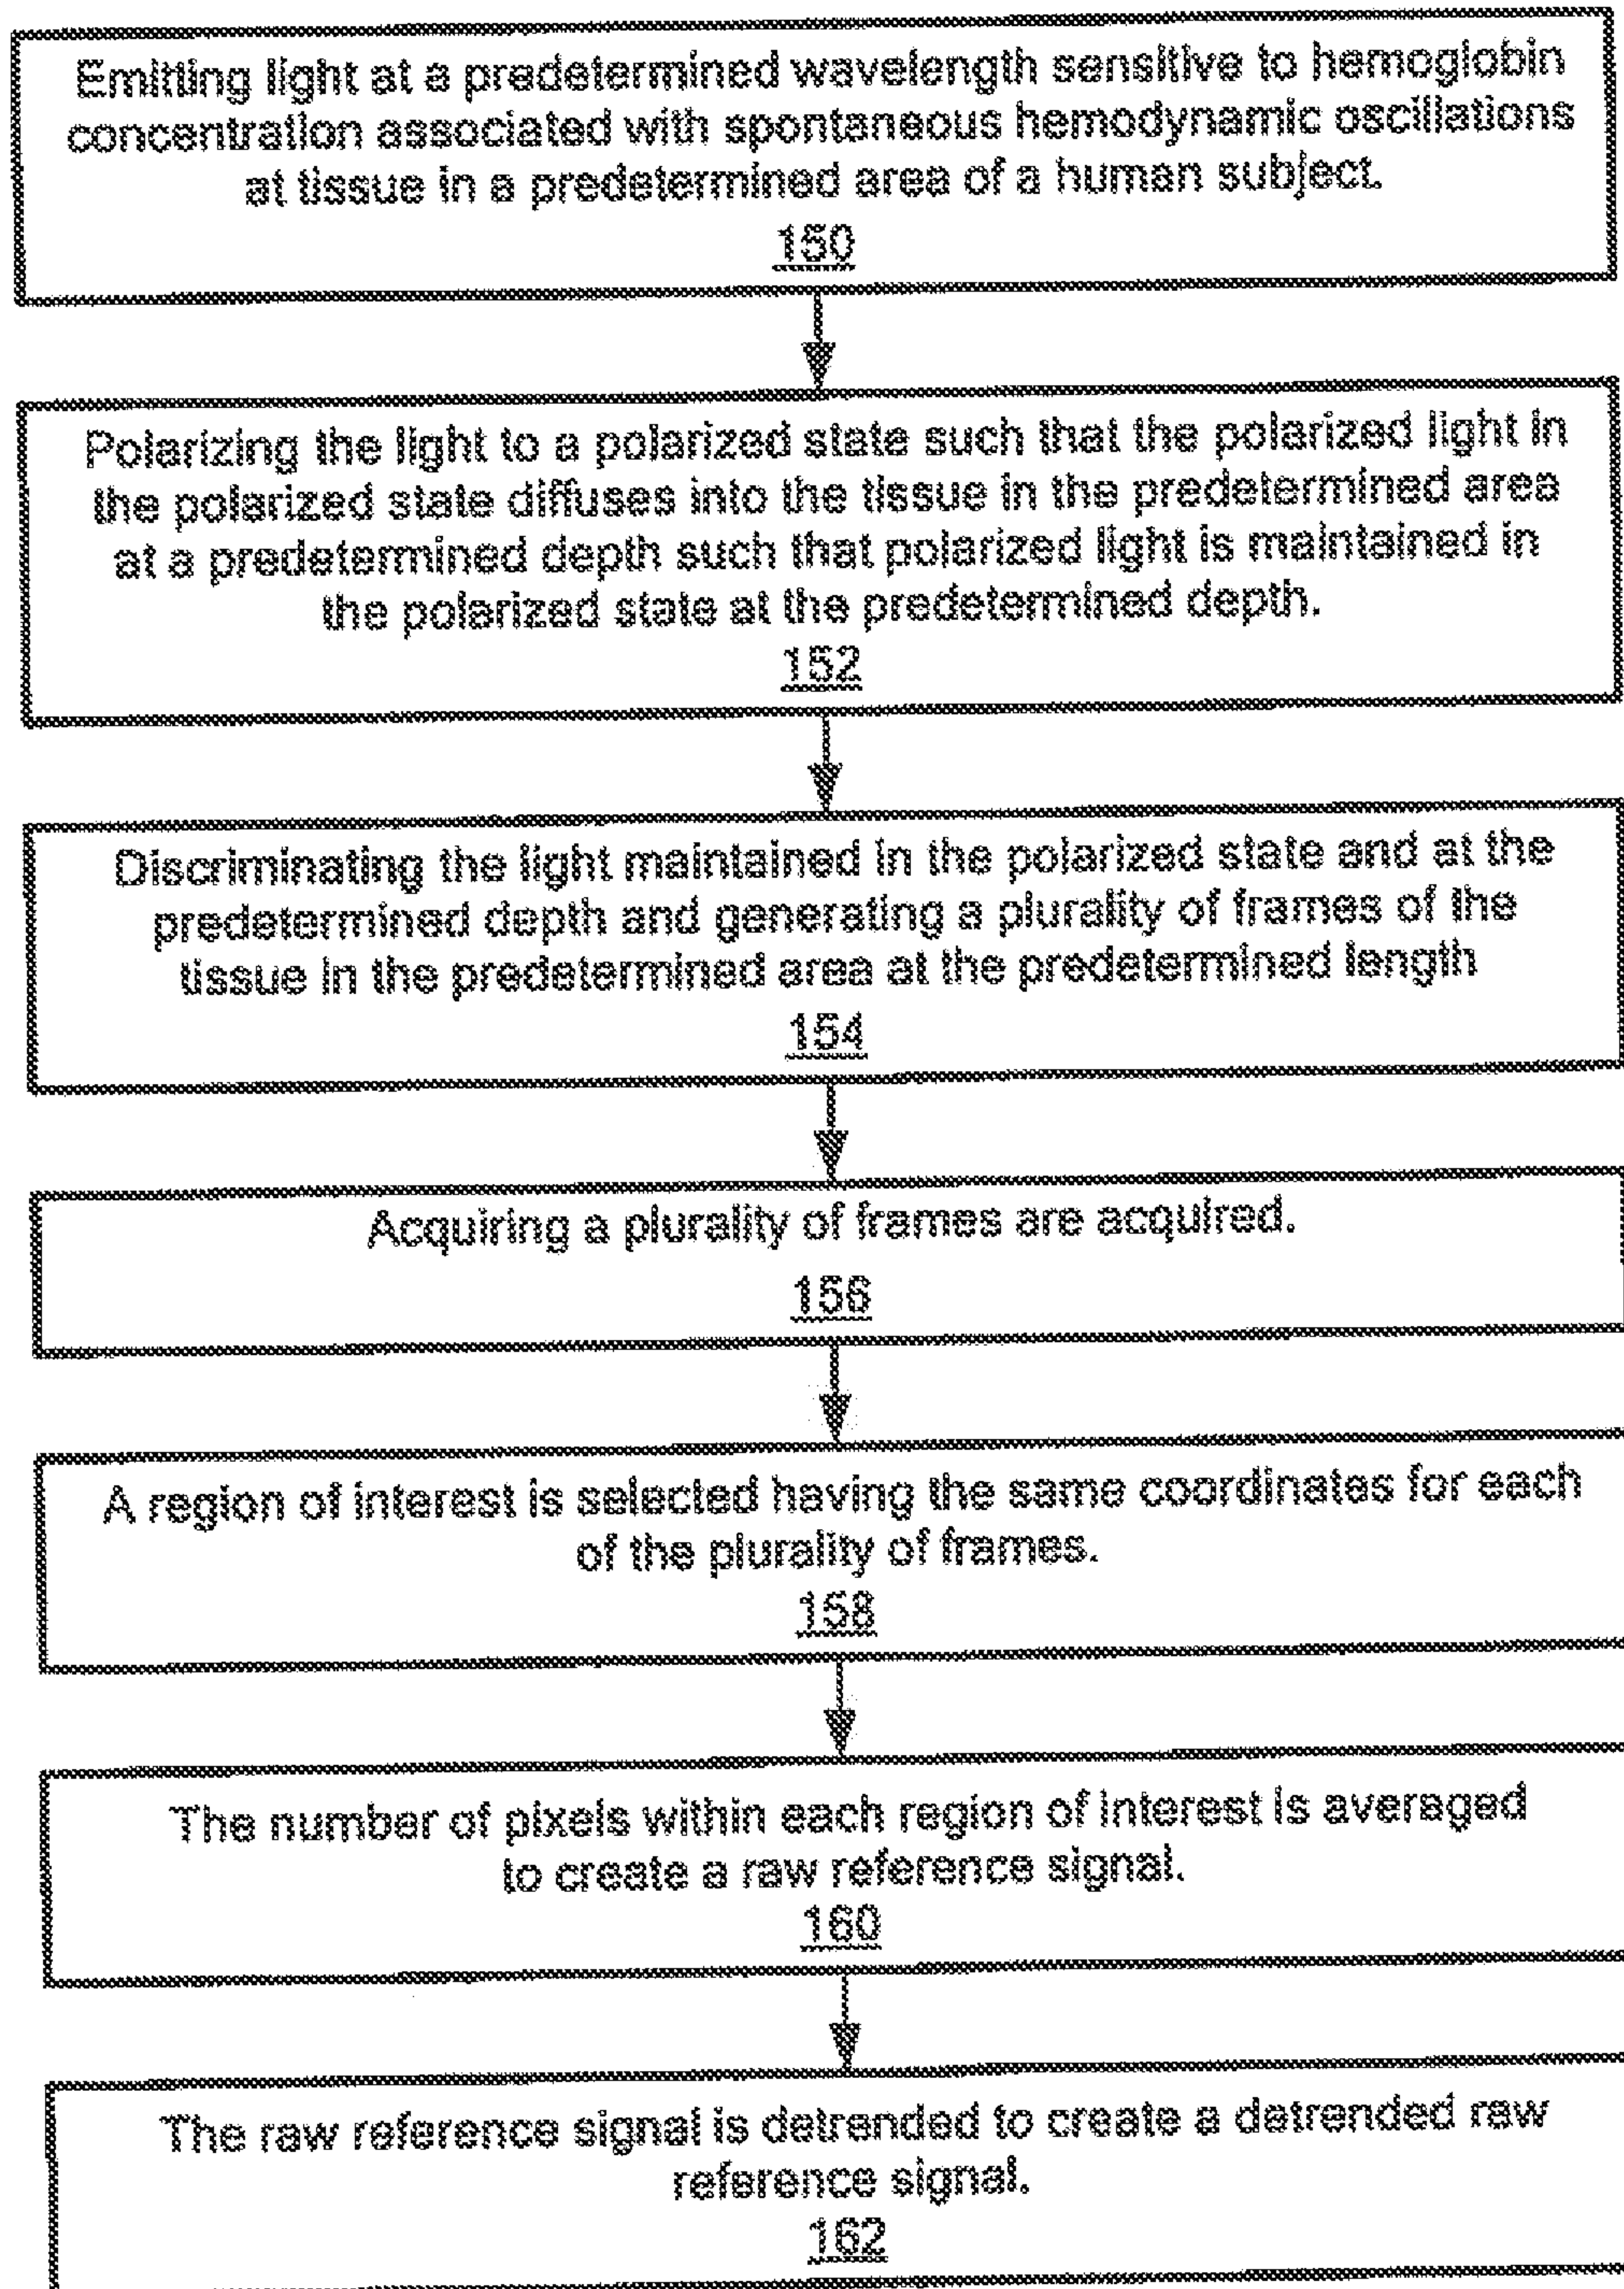 Emitting light at a predetermined wavelength sensitive to hemoglobin
concentration associated with spontaneous hemodynamic oscillations
at tissue in a predetermined area of a human subject.
150
Polarizing the light to a polarized state such that the polarized light in
the polarized state diffuses into the tissue in the predetermined area
at a predetermined depth such that polarized light is maintained in
the polarized state at the predetermined depth.
152
Discriminating the light maintained in the polarized state and at the
predetermined depth and generating a plurality of frames of the
tissue in the predetermined area at the predetermined length
154
Acquiring a plurality of frames are acquired.
156
A region of interest is selected having the same coordinates for each
of the plurality of frames.
158
The number of pixels within each region of interest is averaged
to create a raw reference signal.
160
The raw reference signal is detrended to create a detrended raw
reference signal.
162